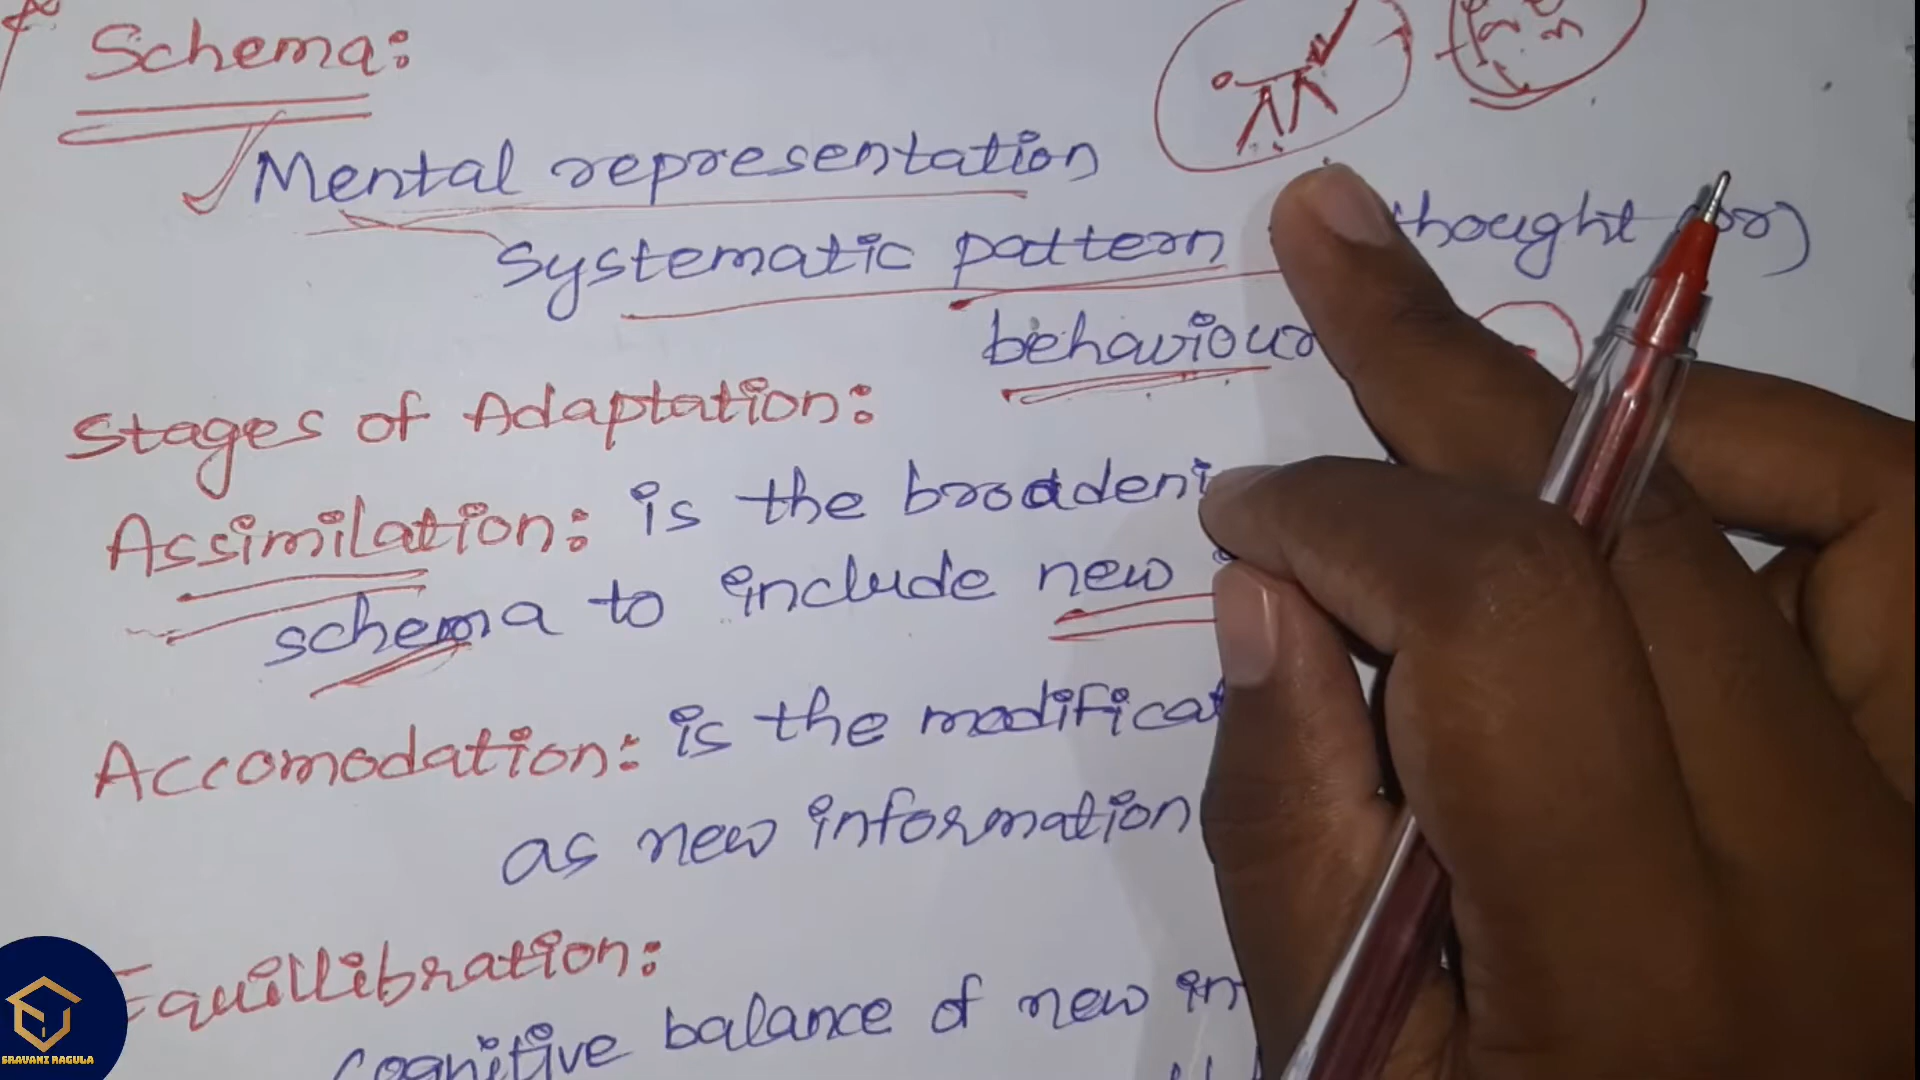 Schema:
Mental representation
systematic pattern thought or)
behaviour
Stages of Adaptation:
Assimilation: is the broadeni
schema to include new
Accomodation: is the modificat
as new information
Equillibration:
cognitive balance of new in
SRAVANI RAGULA